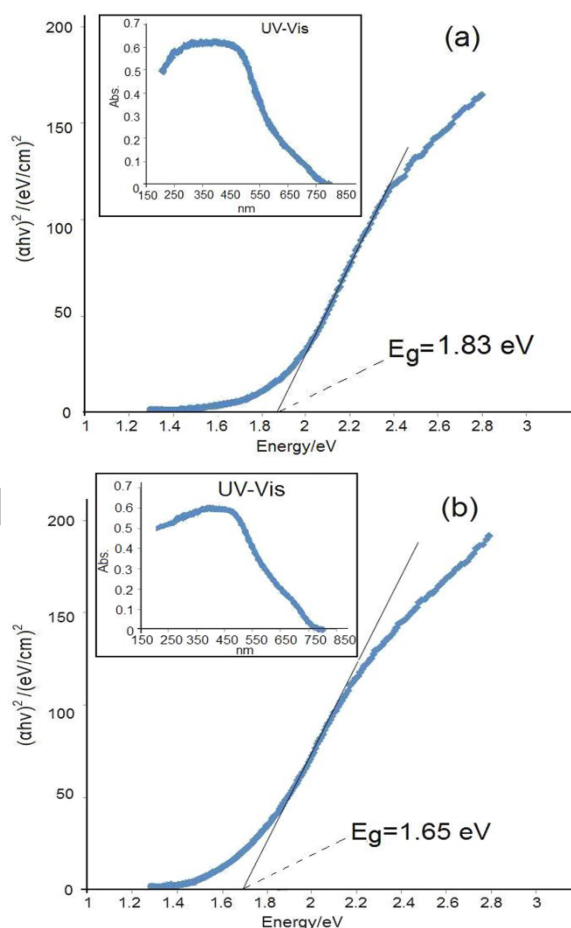 (a)
UV-Vis
0.7
0.6
0.5
0.4
0.3
0.2
0.1
0
Abs.
150 250 350 450 550 650 750 850
nm
200
150
100
50
0
(αhv)²/(eV/cm)²
Eg=1.83 eV
1 1.2 1.4 1.6 1.8 2 2.2 2.4 2.6 2.8 3
Energy/eV
(b)
UV-Vis
0.7
0.6
0.5
0.4
0.3
0.2
0.1
0
Abs.
150 250 350 450 550 650 750 850
nm
200
150
100
50
0
(αhv)²/(eV/cm)²
Eg=1.65 eV
1 1.2 1.4 1.6 1.8 2 2.2 2.4 2.6 2.8 3
Energy/eV